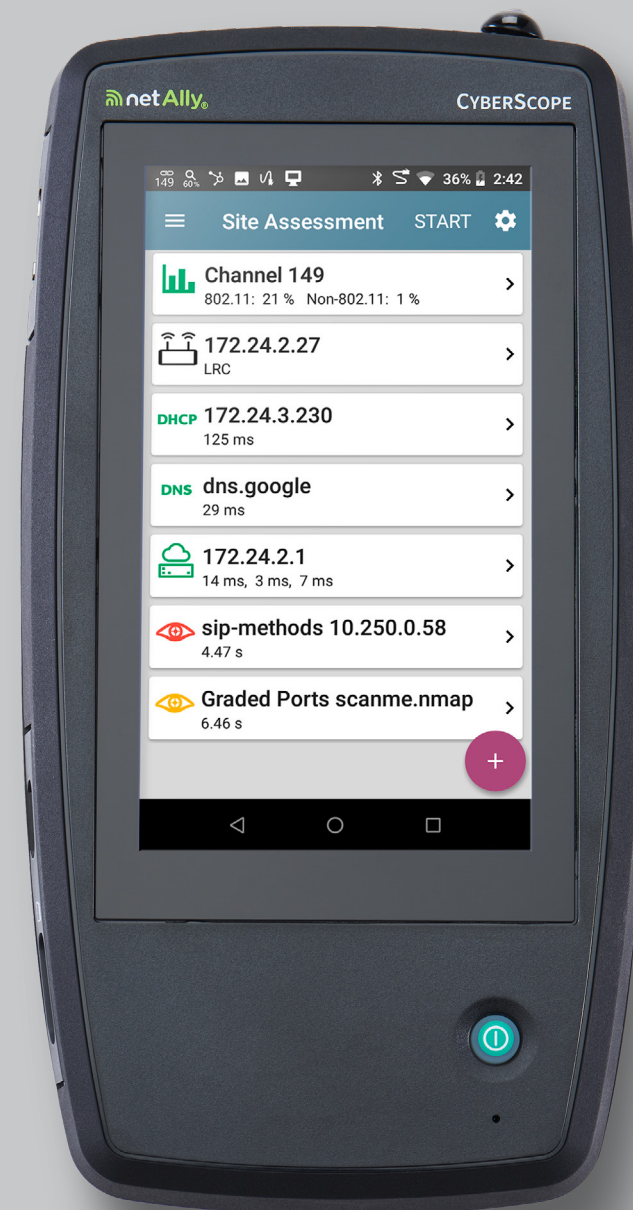 netAlly®
CYBERSCOPE
149 60% 36% 2:42
Site Assessment START
Channel 149
802.11: 21 % Non-802.11: 1 %
172.24.2.27
LRC
DHCP 172.24.3.230
125 ms
DNS dns.google
29 ms
172.24.2.1
14 ms, 3 ms, 7 ms
sip-methods 10.250.0.58
4.47 s
Graded Ports scanme.nmap
6.46 s
+